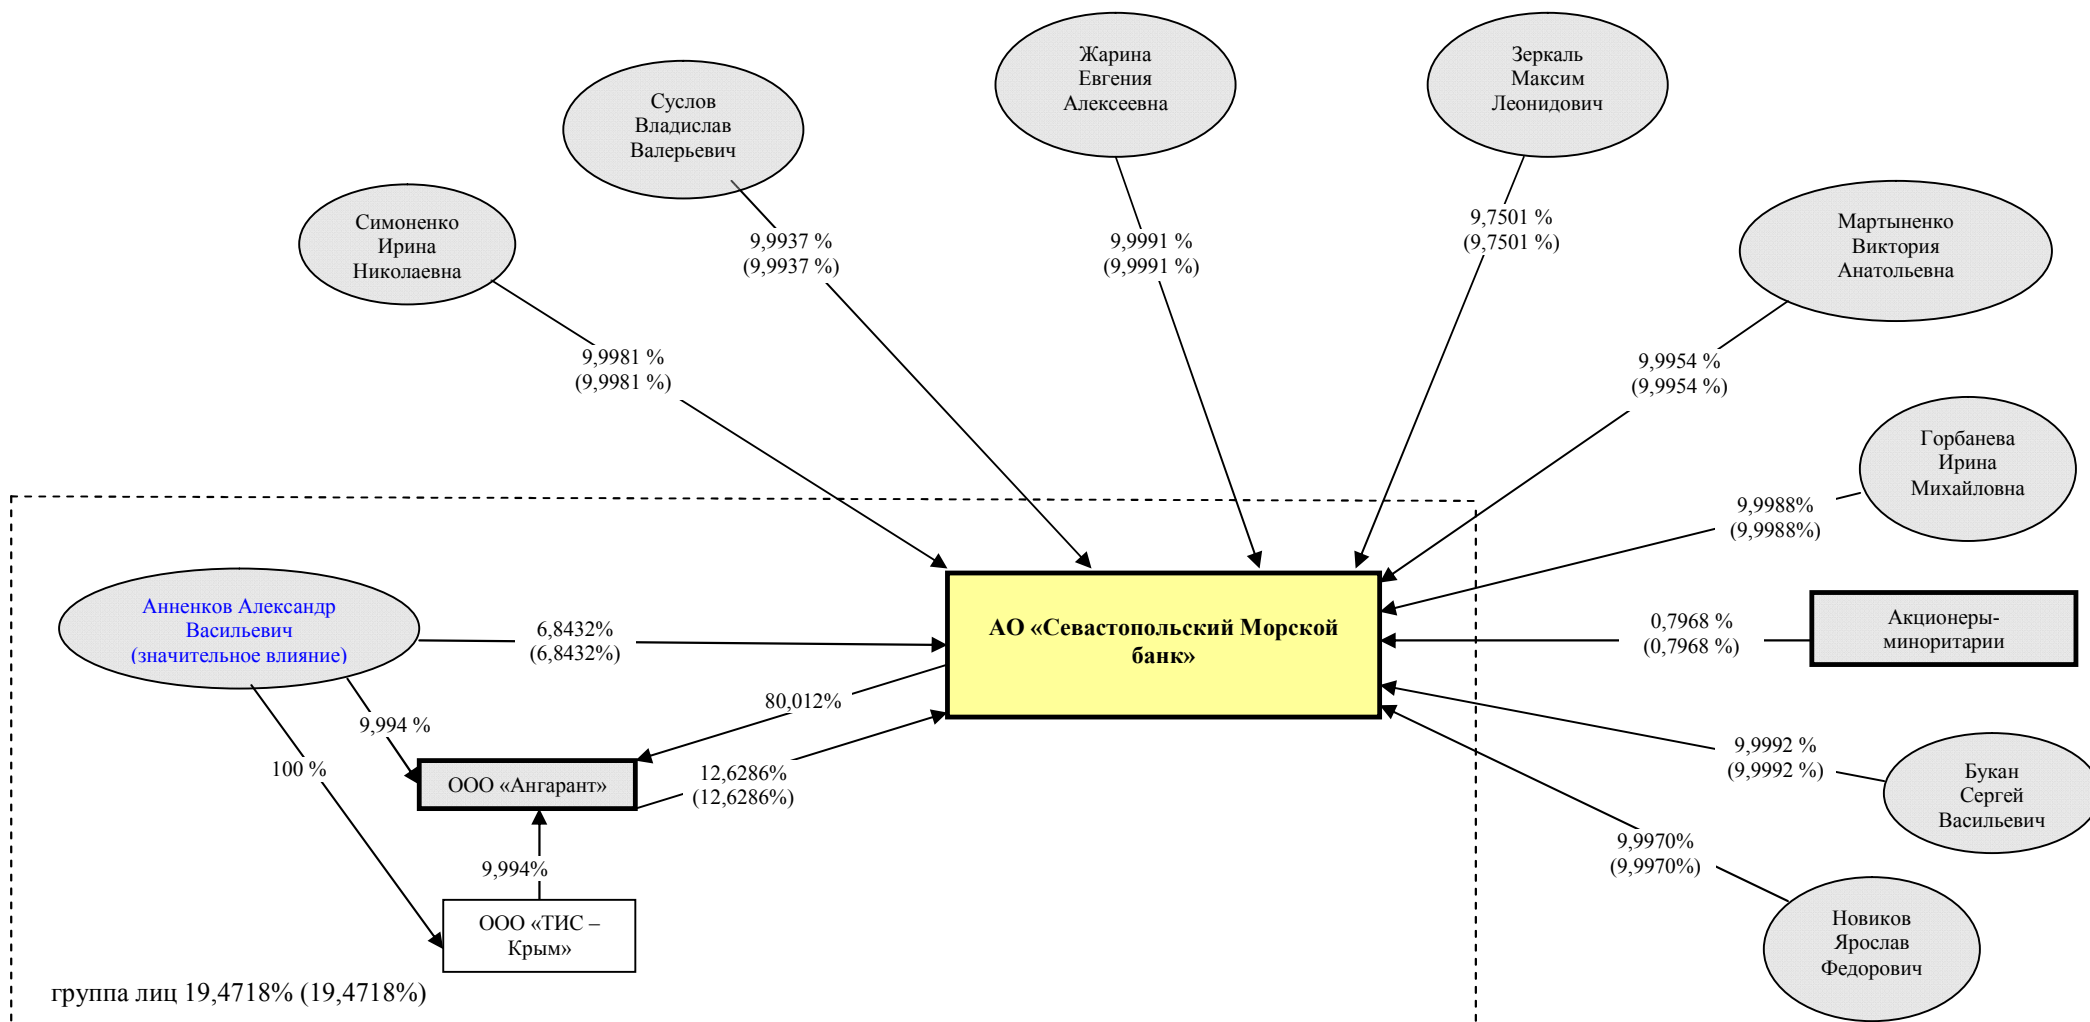 Жарина
Евгения
Алексеевна
Зеркаль
Максим
Леонидович
Суслов
Владислав
Валерьевич
Симоненко
Ирина
Николаевна
Мартыненко
Виктория
Анатольевна
9,9937 %
(9,9937 %)
9,9991 %
(9,9991 %)
9,7501 %
(9,7501 %)
9,9981 %
(9,9981 %)
9,9954 %
(9,9954 %)
Горбанева
Ирина
Михайловна
9,9988%
(9,9988%)
Анненков Александр
Васильевич
(значительное влияние)
6,8432%
(6,8432%)
АО «Севастопольский Морской
банк»
0,7968 %
(0,7968 %)
Акционеры-
миноритарии
80,012%
9,994 %
100 %
ООО «Ангарант»
12,6286%
(12,6286%)
9,9992 %
(9,9992 %)
Букан
Сергей
Васильевич
9,994%
9,9970%
(9,9970%)
ООО «ТИС –
Крым»
Новиков
Ярослав
Федорович
группа лиц 19,4718% (19,4718%)